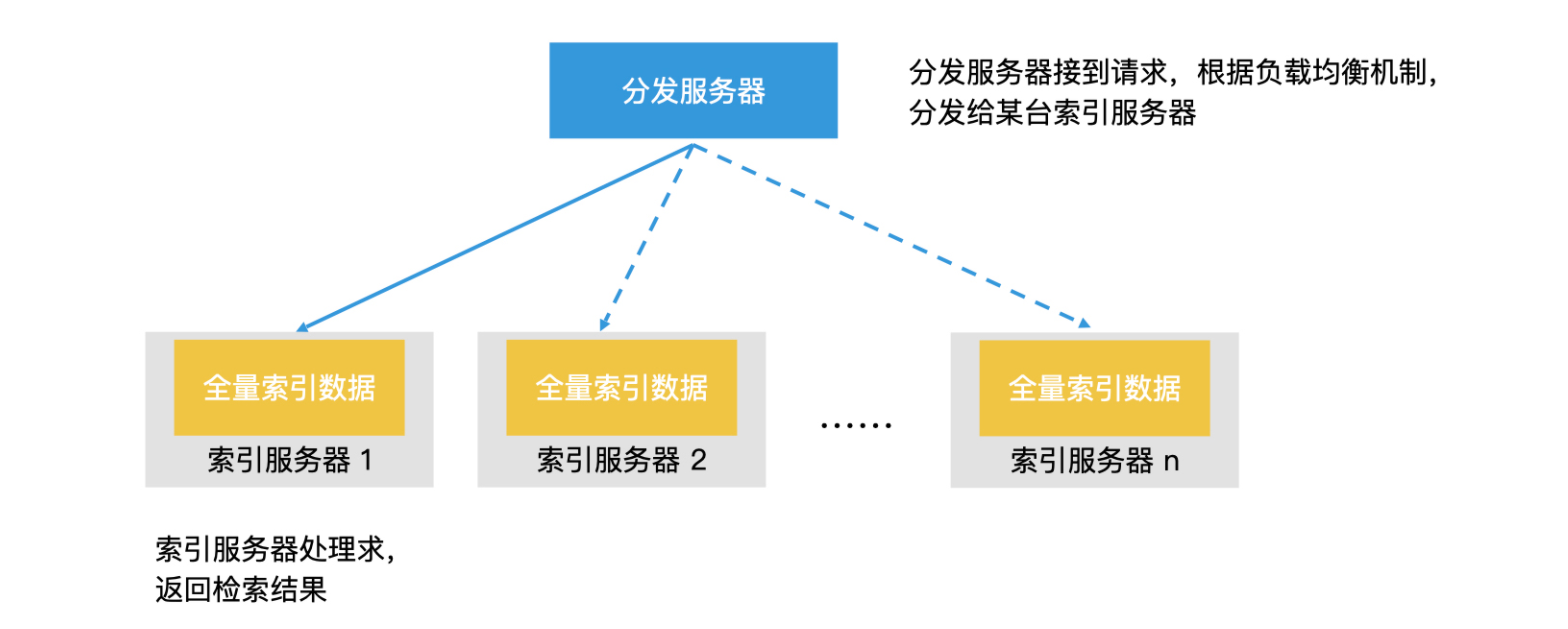 分发服务器
分发服务器接到请求，根据负载均衡机制，
分发给某台索引服务器
全量索引数据
全量索引数据
全量索引数据
……
索引服务器 1
索引服务器 2
索引服务器 n
索引服务器处理求，
返回检索结果